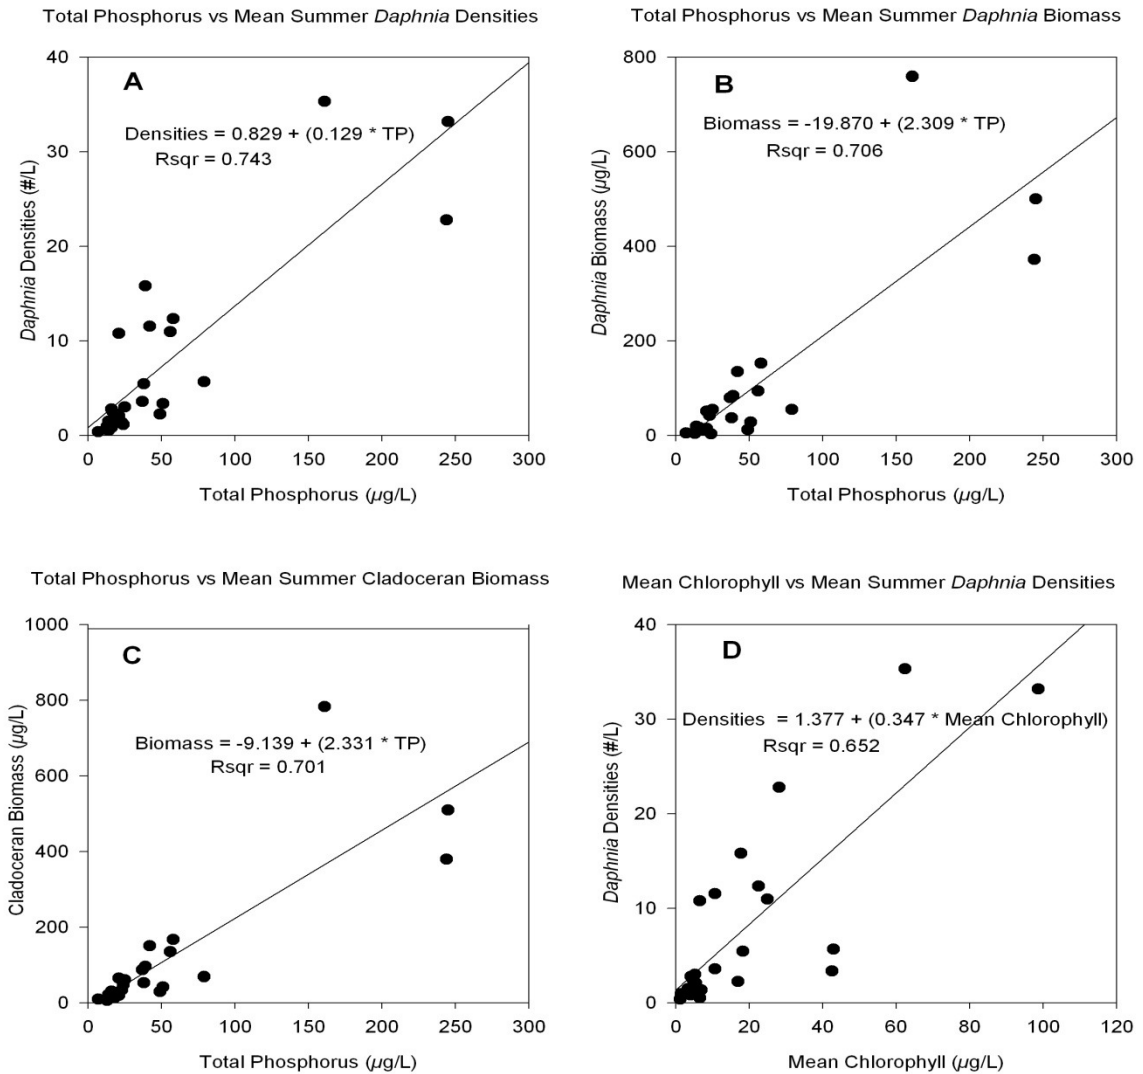 Total Phosphorus vs Mean Summer Daphnia Densities
A
Densities = 0.829 + (0.129 * TP)
Rsqr = 0.743
Daphnia Densities (#/L)
40
30
20
10
0
0 50 100 150 200 250 300
Total Phosphorus (µg/L)
Total Phosphorus vs Mean Summer Daphnia Biomass
B
Biomass = -19.870 + (2.309 * TP)
Rsqr = 0.706
Daphnia Biomass (µg/L)
800
600
400
200
0
0 50 100 150 200 250 300
Total Phosphorus (µg/L)
Total Phosphorus vs Mean Summer Cladoceran Biomass
C
Biomass = -9.139 + (2.331 * TP)
Rsqr = 0.701
Cladoceran Biomass (µg/L)
1000
800
600
400
200
0
0 50 100 150 200 250 300
Total Phosphorus (µg/L)
Mean Chlorophyll vs Mean Summer Daphnia Densities
D
Densities = 1.377 + (0.347 * Mean Chlorophyll)
Rsqr = 0.652
Daphnia Densities (#/L)
40
30
20
10
0
0 20 40 60 80 100 120
Mean Chlorophyll (µg/L)